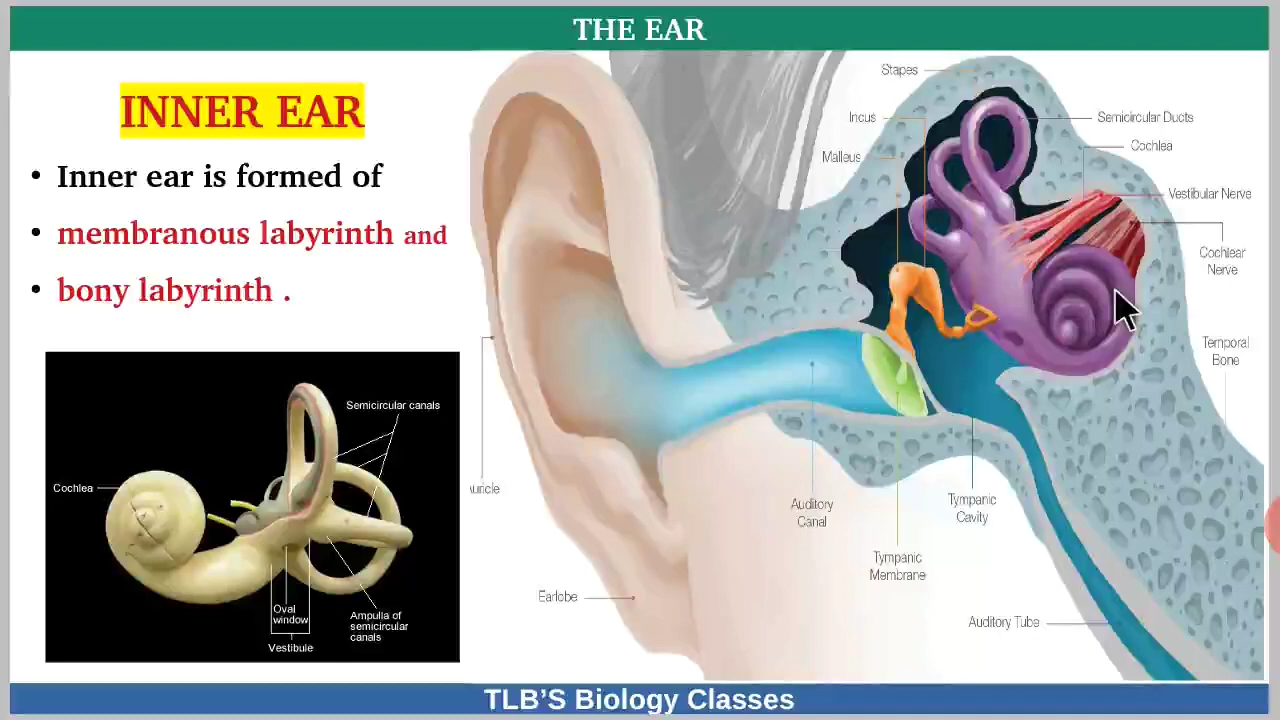 THE EAR
INNER EAR
• Inner ear is formed of
• membranous labyrinth and
• bony labyrinth .
Semicircular canals
Cochlea
Oval
window
Vestibule
Ampulla of
semicircular
canals
Stapes
Incus
Malleus
Semicircular Ducts
Cochlea
Vestibular Nerve
Cochlear
Nerve
Temporal
Bone
uricle
Auditory
Canal
Tympanic
Cavity
Tympanic
Membrane
Earlobe
Auditory Tube
TLB'S Biology Classes